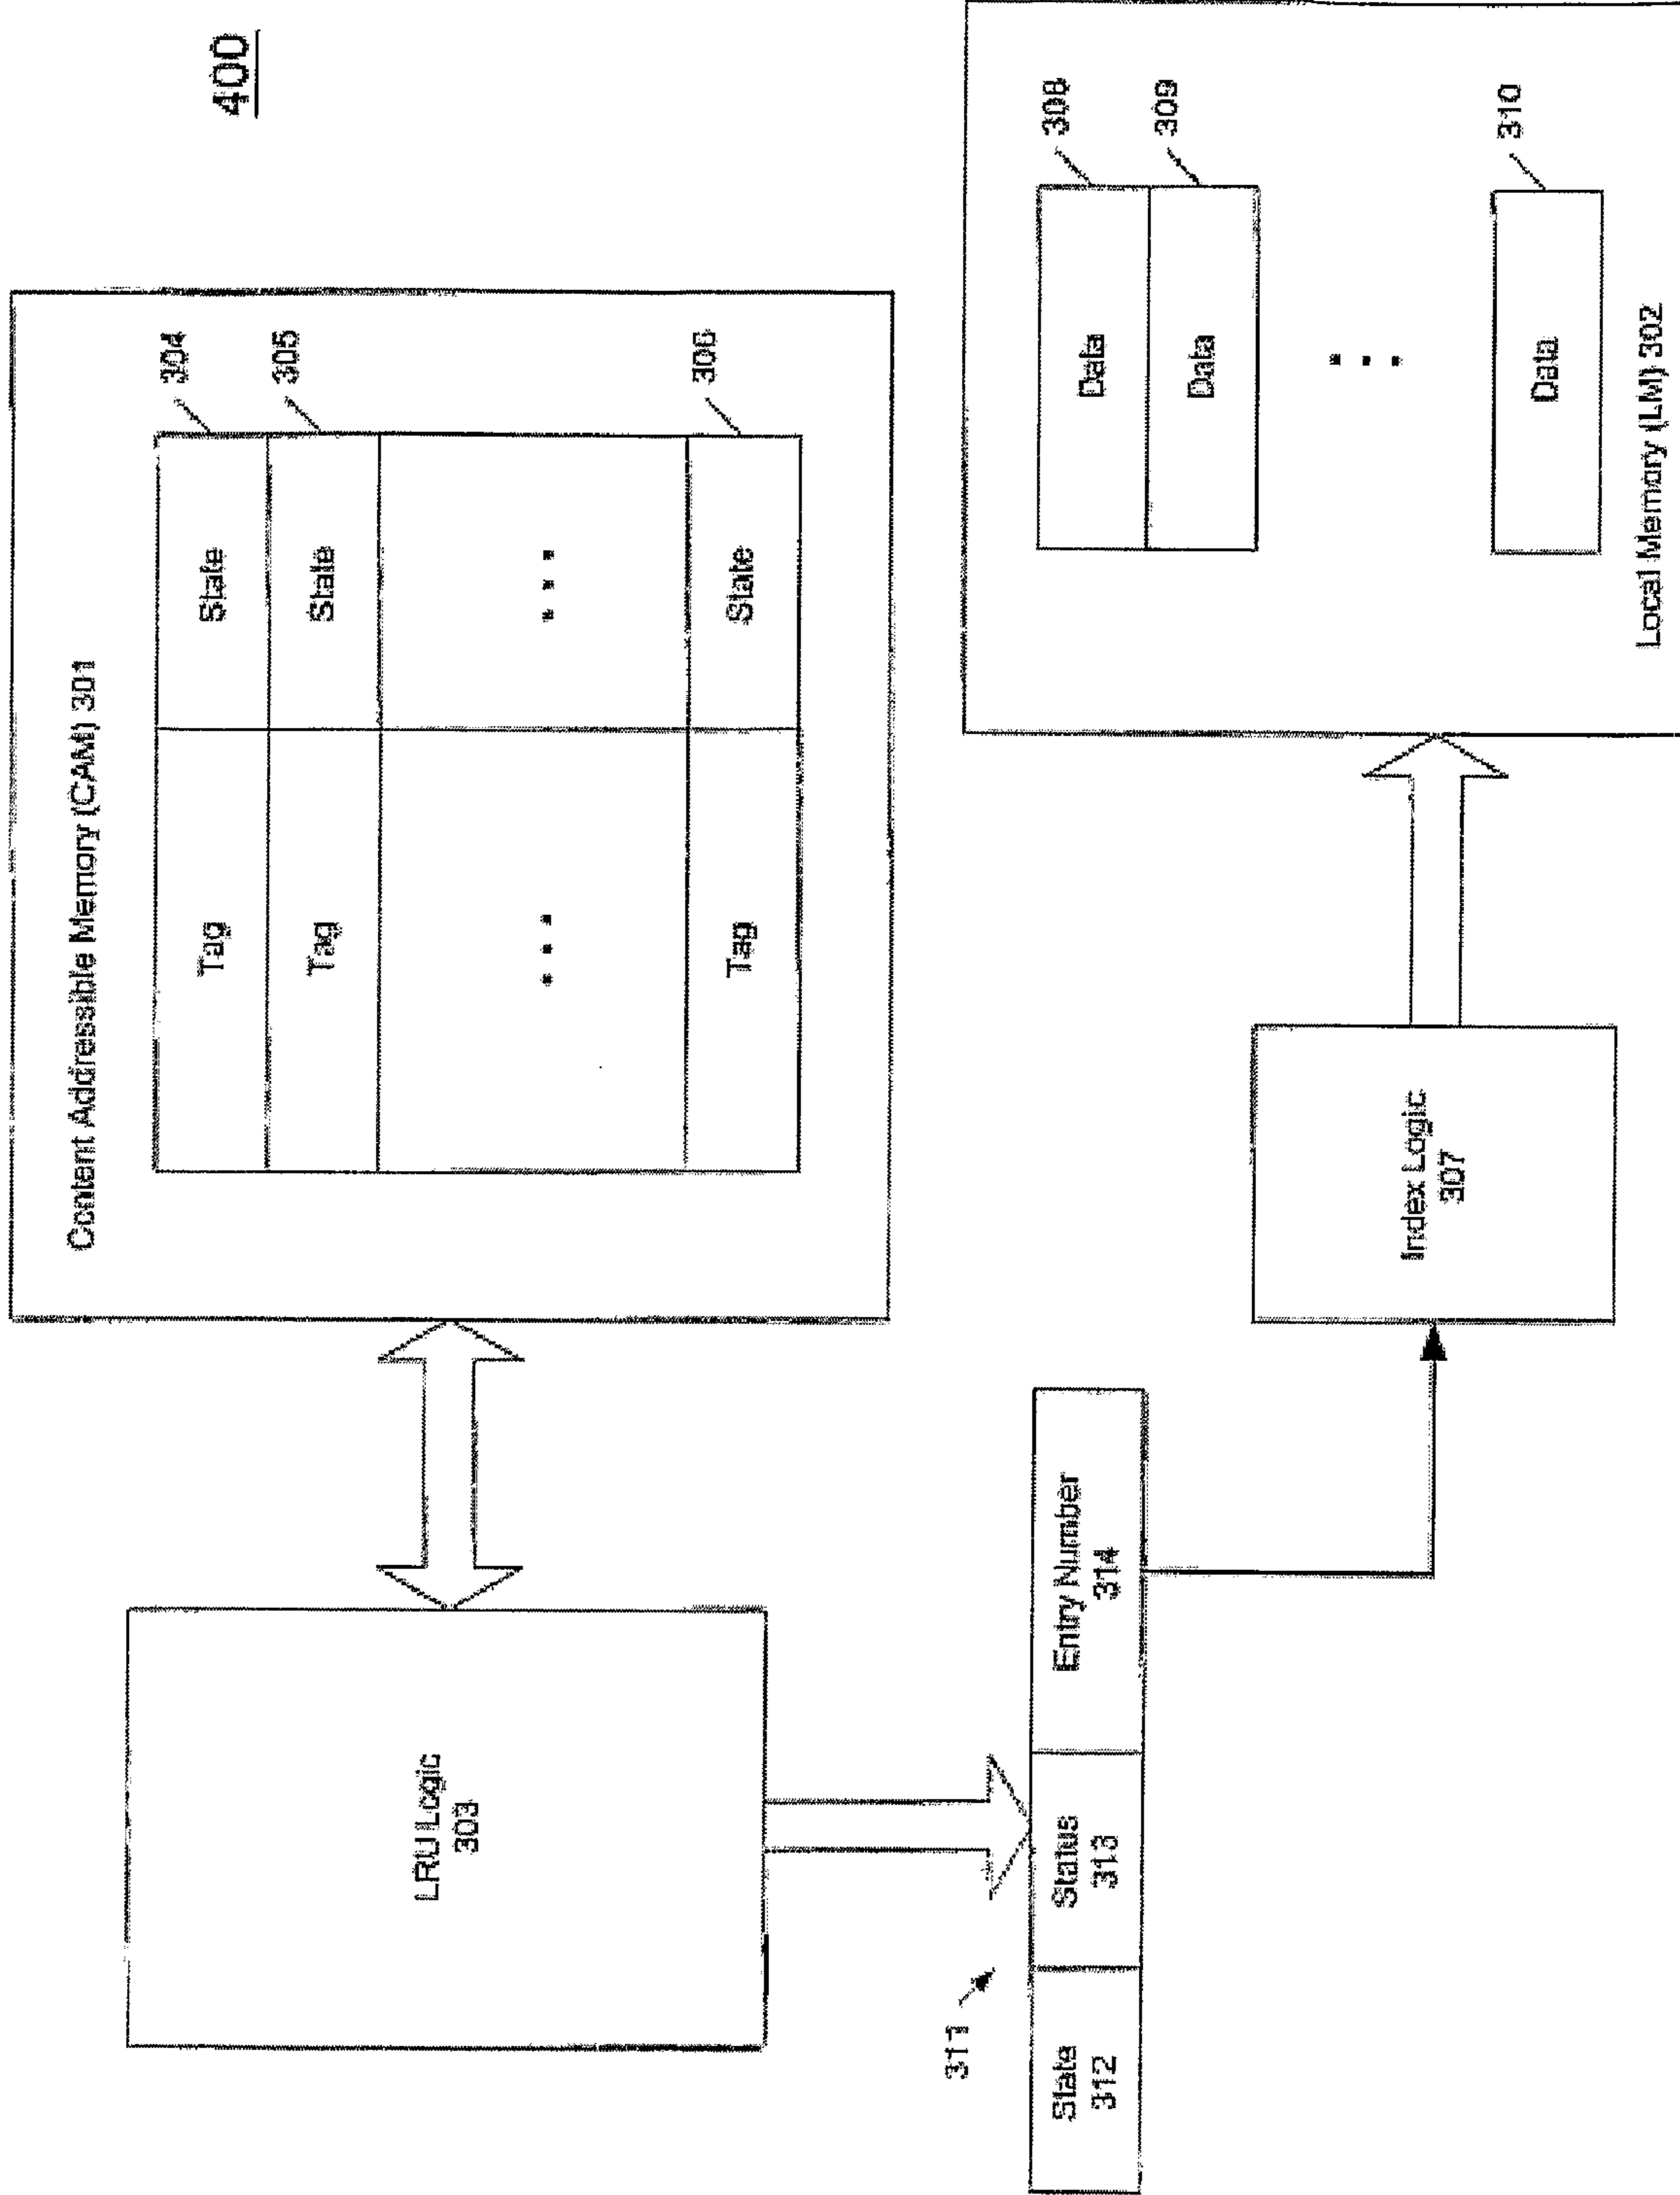 400
Content Addressible Memory (CAM) 301
Tag State 304
Tag State 305
Tag State 306
LRU Logic
303
311
State
312
Status
313
Entry Number
314
Index Logic
307
Data 308
Data 309
Data 310
Local Memory (LM) 302